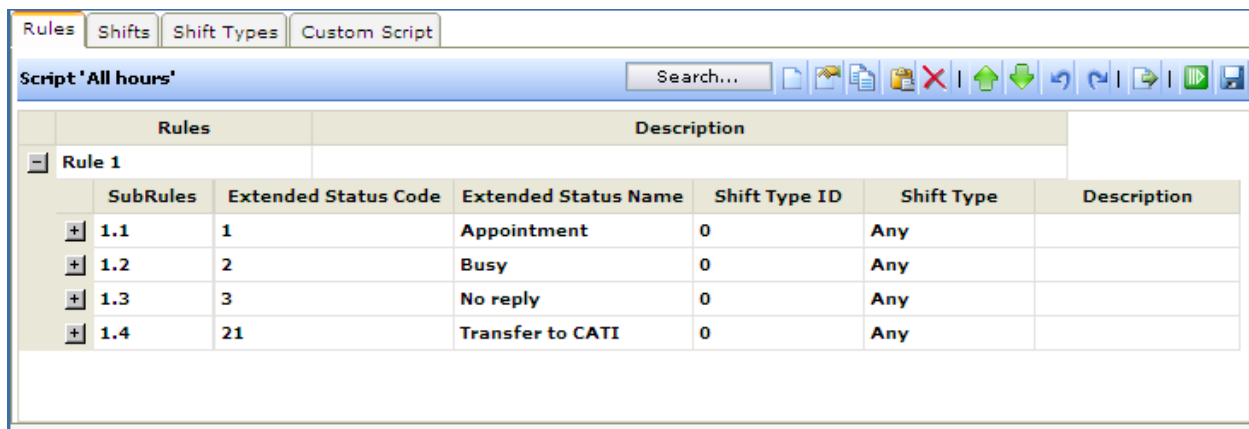 Rules Shifts Shift Types Custom Script
Script 'All hours' Search...
Rules Description
Rule 1
SubRules Extended Status Code Extended Status Name Shift Type ID Shift Type Description
1.1 1 Appointment 0 Any
1.2 2 Busy 0 Any
1.3 3 No reply 0 Any
1.4 21 Transfer to CATI 0 Any